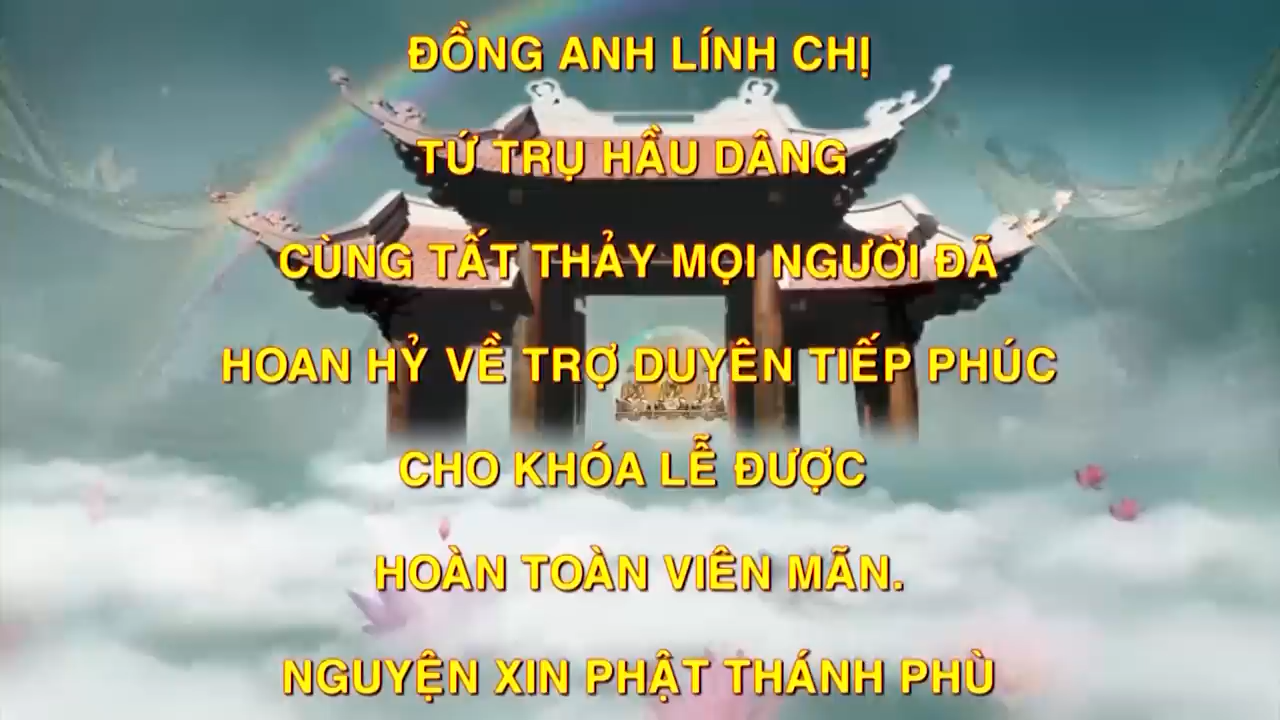 ĐỒNG ANH LÍNH CHỊ
TỨ TRỤ HẦU DÂNG
CÙNG TẤT THẢY MỌI NGƯỜI ĐÃ
HOAN HỶ VỀ TRỢ DUYÊN TIẾP PHÚC
CHO KHÓA LỄ ĐƯỢC
HOÀN TOÀN VIÊN MÃN.
NGUYỆN XIN PHẬT THÁNH PHÙ